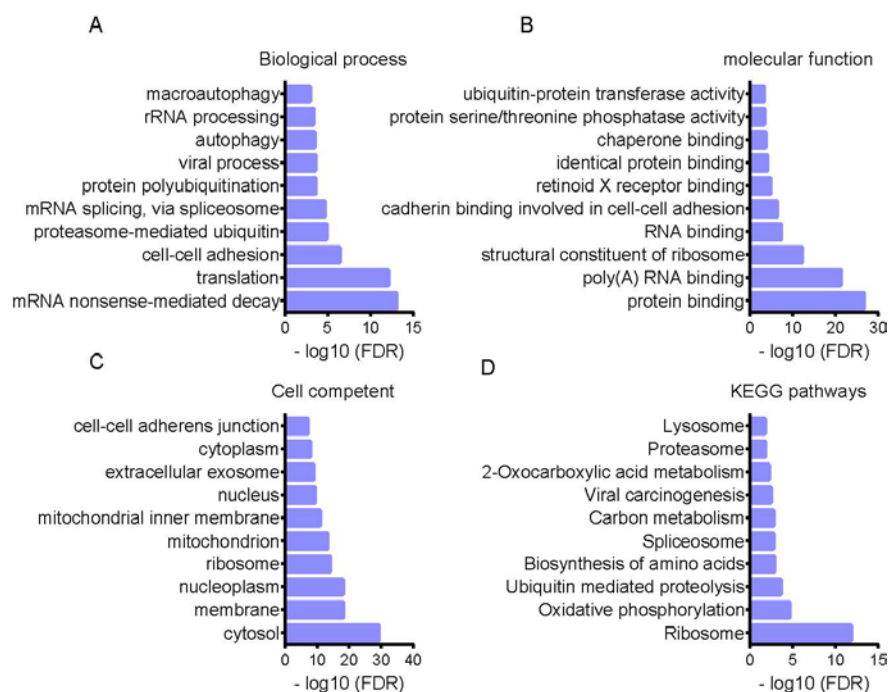 A
Biological process
macroautophagy
rRNA processing
autophagy
viral process
protein polyubiquitination
mRNA splicing, via spliceosome
proteasome-mediated ubiquitin
cell-cell adhesion
translation
mRNA nonsense-mediated decay
0 5 10 15
- log10 (FDR)
B
molecular function
ubiquitin-protein transferase activity
protein serine/threonine phosphatase activity
chaperone binding
identical protein binding
retinoid X receptor binding
cadherin binding involved in cell-cell adhesion
RNA binding
structural constituent of ribosome
poly(A) RNA binding
protein binding
0 10 20 30
- log10 (FDR)
C
Cell competent
cell-cell adherens junction
cytoplasm
extracellular exosome
nucleus
mitochondrial inner membrane
mitochondrion
ribosome
nucleoplasm
membrane
cytosol
0 10 20 30 40
- log10 (FDR)
D
KEGG pathways
Lysosome
Proteasome
2-Oxocarboxylic acid metabolism
Viral carcinogenesis
Carbon metabolism
Spliceosome
Biosynthesis of amino acids
Ubiquitin mediated proteolysis
Oxidative phosphorylation
Ribosome
0 5 10 15
- log10 (FDR)